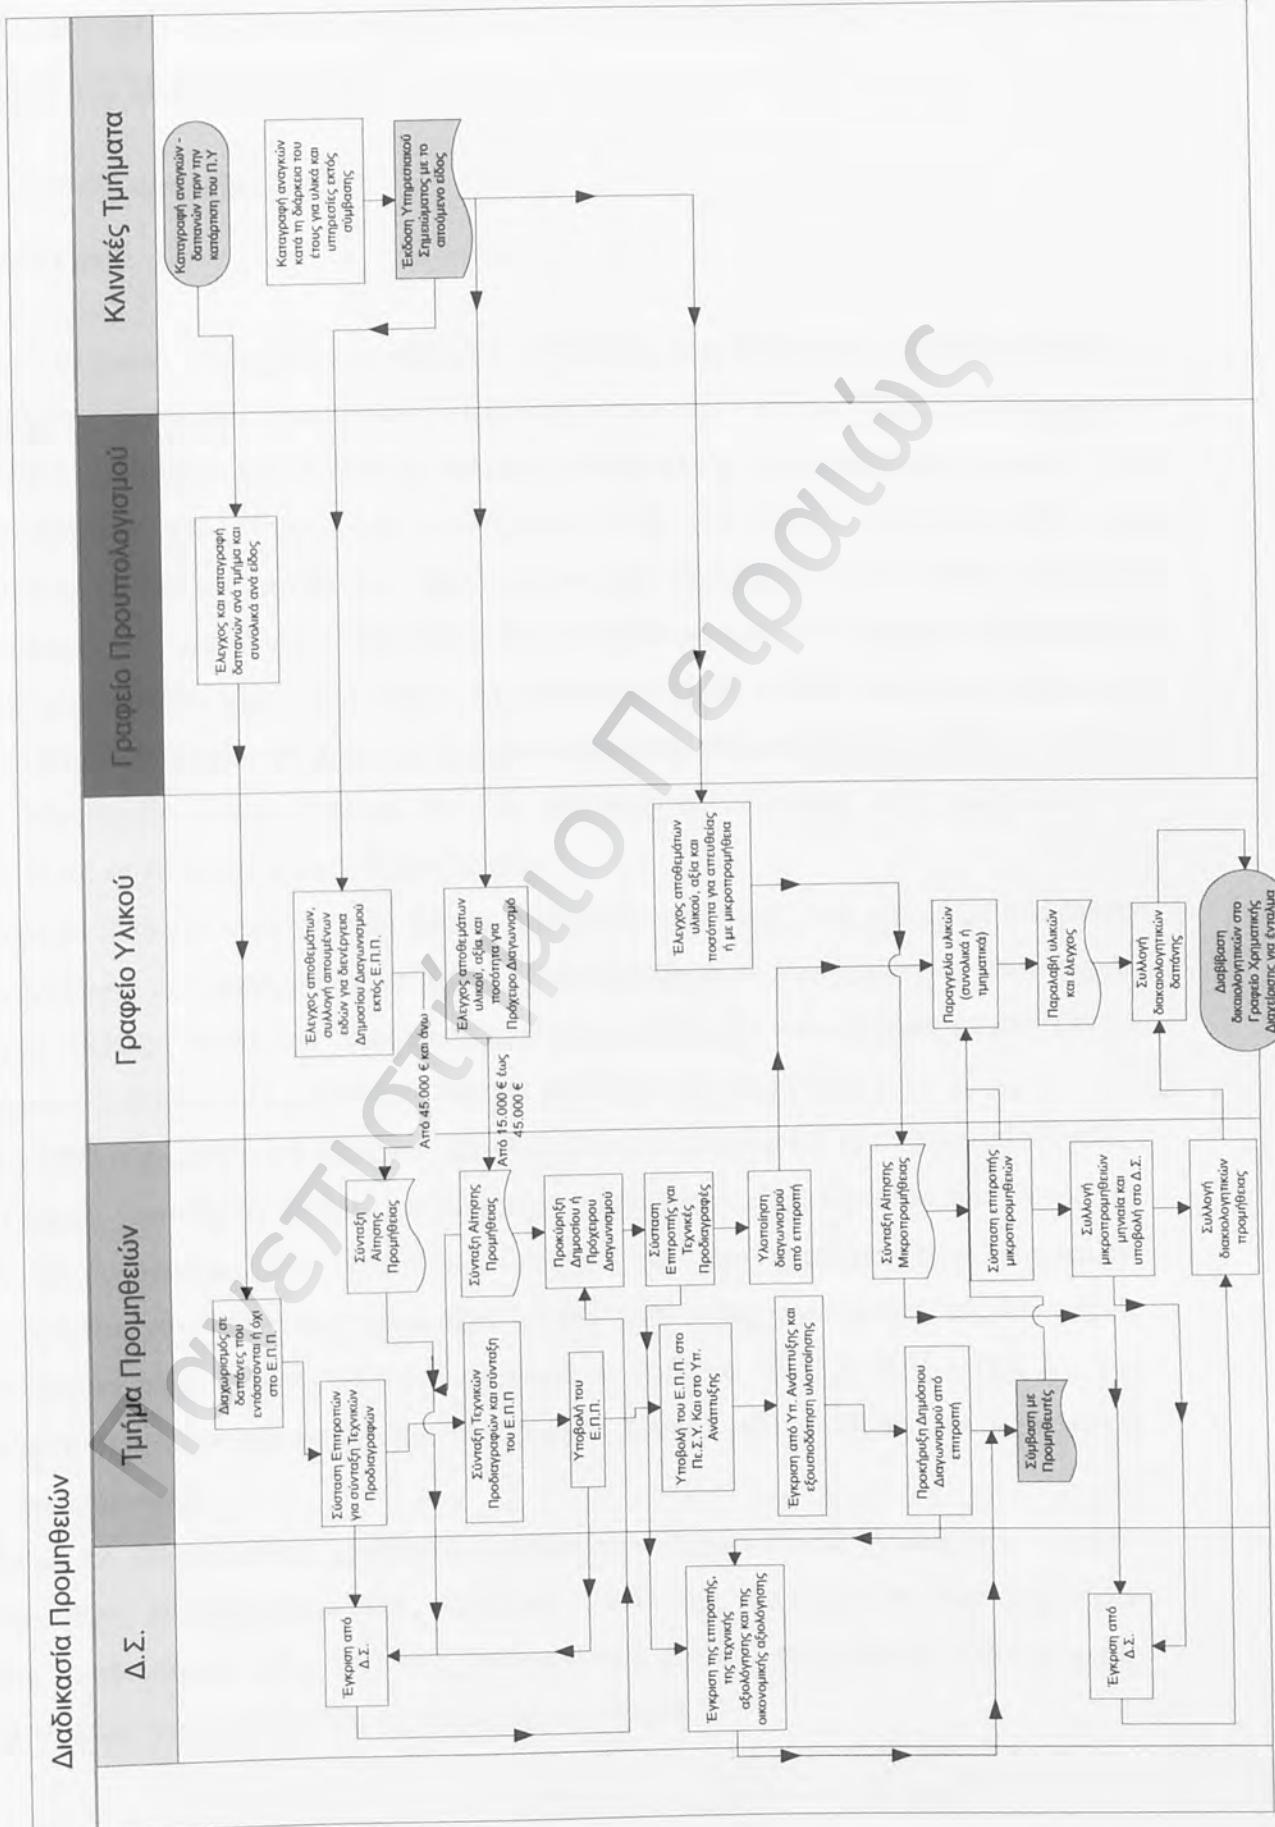 Διαδικασία Προμηθειών
Δ.Σ.
Τμήμα Προμηθειών
Γραφείο Υλικού
Γραφείο Προυπολογισμού
Κλινικές Τμήματα
Καταγραφή αναγκών -
δαπανών πριν την
κατάρτιση του Π.Υ
Καταγραφή αναγκών
κατά τη διάρκεια του
έτους για υλικά και
υπηρεσίες εκτός
σύμβασης
Έκδοση Υπηρεσιακού
Σημειώματος με το
αιτούμενο είδος
Έλεγχος και καταγραφή
δαπανών ανά τμήμα και
συνολικά ανά είδος
Έλεγχος αποθεμάτων,
συλλογή αιτουμένων
ειδών για διενέργεια
Δημοσίου Διαγωνισμού
εκτός Ε.Π.Π.
Από 45.000 € και άνω
Έλεγχος αποθεμάτων
υλικού, αξία και
ποσότητα για
Πρόχειρο Διαγωνισμό
Από 15.000 € έως
45.000 €
Έλεγχος αποθεμάτων
υλικού, αξία και
ποσότητα για απευθείας
ή με μικροπρομήθεια
Παραγγελία υλικών
(συνολικά ή
τμηματικά)
Παραλαβή υλικών
και έλεγχος
Συλλογή
διακαιολογητικών
δαπάνης
Διαβίβαση
δικαιολογητικών στο
Γραφείο Χρηματικής
Διαχείρισης για ένταλμα
Διαχωρισμός σε
δαπάνες που
εντάσσονται ή όχι
στο Ε.Π.Π.
Σύνταξη
Αίτησης
Προμήθειας
Σύνταξη Αίτησης
Προμήθειας
Προκύρηξη
Δημοσίου ή
Πρόχειρου
Διαγωνισμού
Σύσταση
Επιτροπής γαι
Τεχνικές
Προδιαγραφές
Υλοποίηση
διαγωνισμού
από επιτροπή
Σύνταξη Αίτησης
Μικροπρομήθειας
Σύσταση επιτροπής
μικροπρομηθειών
Συλλογή
μικροπρομηθειών
μηνιαία και
υποβολή στο Δ.Σ.
Συλλογή
διακολογητικών
προμήθειας
Σύσταση Επιτροπών
για σύνταξη Τεχνικών
Προδιαγραφών
Σύνταξη Τεχνικών
Προδιαγραφών και σύνταξη
του Ε.Π.Π
Υποβολή του
Ε.Π.Π.
Υποβολή του Ε.Π.Π. στο
Πε.Σ.Υ. Και στο Υπ.
Ανάπτυξης
Έγκριση από Υπ. Ανάπτυξης και
εξουσιοδότηση υλοποίησης
Προκήρυξη Δημόσιου
Διαγωνισμού από
επιτροπή
Σύμβαση με
Προμηθευτές
Έγκριση από
Δ.Σ.
Έγκριση της επιτροπής,
της τεχνικής
αξιολόγησης και της
οικονομικής αξιολόγησης
Έγκριση από
Δ.Σ.
Πανεπιστήμιο Πειραιώς